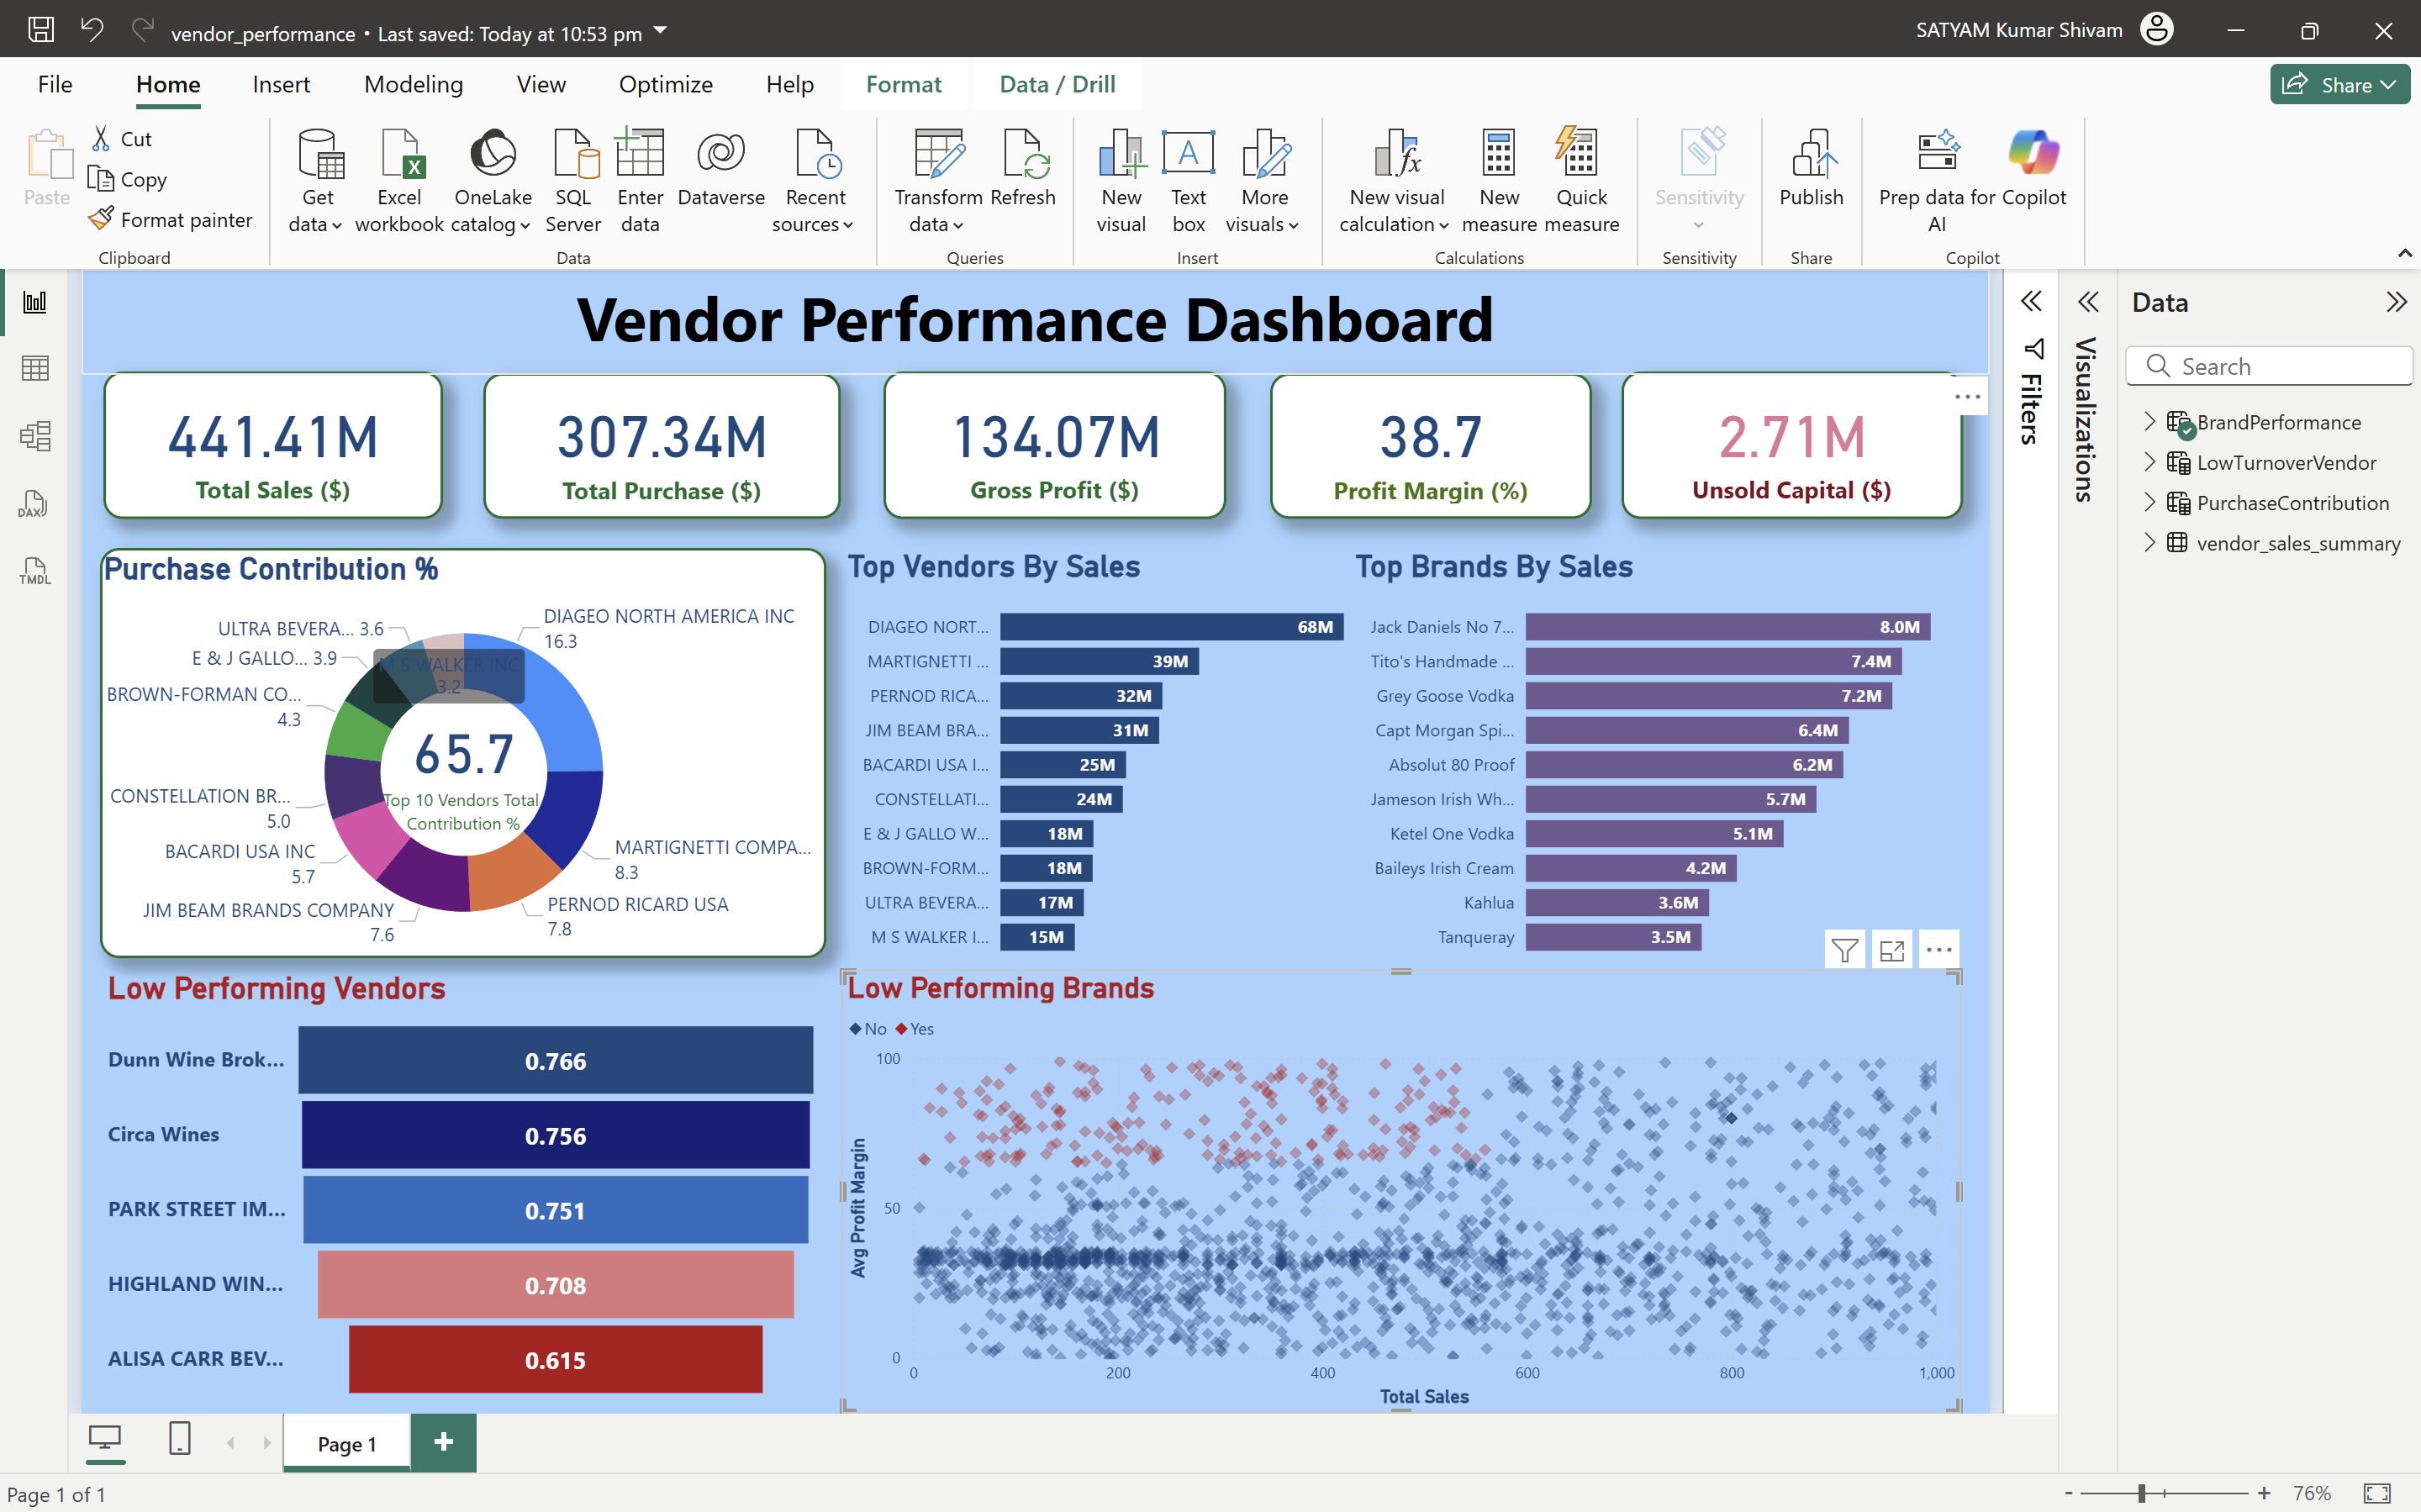 vendor_performance • Last saved: Today at 10:53 pm
SATYAM Kumar Shivam
File Home Insert Modeling View Optimize Help Format Data / Drill
Share
Paste
Cut
Copy
Format painter
Clipboard
Get data
Excel workbook
OneLake catalog
SQL Server
Enter data
Dataverse
Recent sources
Data
Transform data
Refresh
Queries
New visual
A
Text box
More visuals
Insert
New visual calculation
New measure
Quick measure
Calculations
Sensitivity
Sensitivity
Publish
Share
Prep data for AI
Copilot
Copilot
DAX
TMDL
Vendor Performance Dashboard
441.41M
Total Sales ($)
307.34M
Total Purchase ($)
134.07M
Gross Profit ($)
38.7
Profit Margin (%)
2.71M
Unsold Capital ($)
Purchase Contribution %
DIAGEO NORTH AMERICA INC
16.3
ULTRA BEVERA... 3.6
E & J GALLO... 3.9
M S WALKER INC
3.2
BROWN-FORMAN CO...
4.3
65.7
Top 10 Vendors Total
Contribution %
CONSTELLATION BR...
5.0
BACARDI USA INC
5.7
MARTIGNETTI COMPA...
8.3
JIM BEAM BRANDS COMPANY
7.6
PERNOD RICARD USA
7.8
Top Vendors By Sales
DIAGEO NORT... 68M
MARTIGNETTI ... 39M
PERNOD RICA... 32M
JIM BEAM BRA... 31M
BACARDI USA I... 25M
CONSTELLATI... 24M
E & J GALLO W... 18M
BROWN-FORM... 18M
ULTRA BEVERA... 17M
M S WALKER I... 15M
Top Brands By Sales
Jack Daniels No 7... 8.0M
Tito's Handmade ... 7.4M
Grey Goose Vodka 7.2M
Capt Morgan Spi... 6.4M
Absolut 80 Proof 6.2M
Jameson Irish Wh... 5.7M
Ketel One Vodka 5.1M
Baileys Irish Cream 4.2M
Kahlua 3.6M
Tanqueray 3.5M
Low Performing Vendors
Dunn Wine Brok... 0.766
Circa Wines 0.756
PARK STREET IM... 0.751
HIGHLAND WIN... 0.708
ALISA CARR BEV... 0.615
Low Performing Brands
No Yes
100
50
0
Avg Profit Margin
0 200 400 600 800 1,000
Total Sales
Filters
Visualizations
Data
Search
BrandPerformance
LowTurnoverVendor
PurchaseContribution
vendor_sales_summary
Page 1
Page 1 of 1
- + 76%